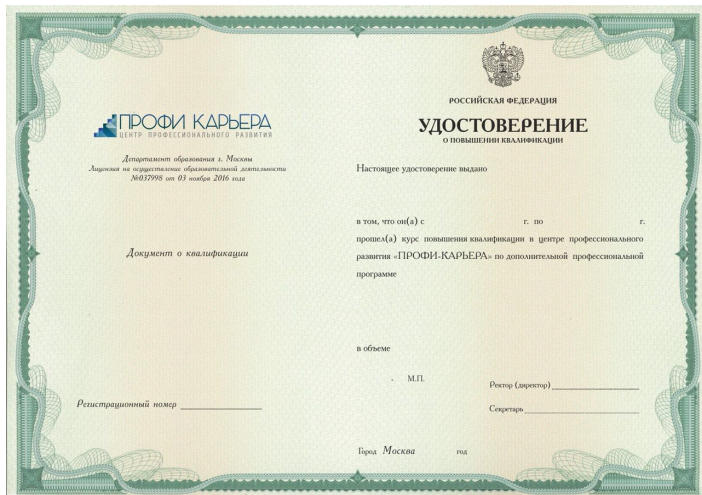 ПРОФИ КАРЬЕРА
ЦЕНТР ПРОФЕССИОНАЛЬНОГО РАЗВИТИЯ
Департамент образования г. Москвы
Лицензия на осуществление образовательной деятельности
№037998 от 03 ноября 2016 года
Документ о квалификации
Регистрационный номер
РОССИЙСКАЯ ФЕДЕРАЦИЯ
УДОСТОВЕРЕНИЕ
О ПОВЫШЕНИИ КВАЛИФИКАЦИИ
Настоящее удостоверение выдано
в том, что он(а) с г. по г.
прошел(а) курс повышения квалификации в центре профессионального
развития «ПРОФИ-КАРЬЕРА» по дополнительной профессиональной
программе
в объеме
М.П.
Ректор (директор)
Секретарь
Город Москва год